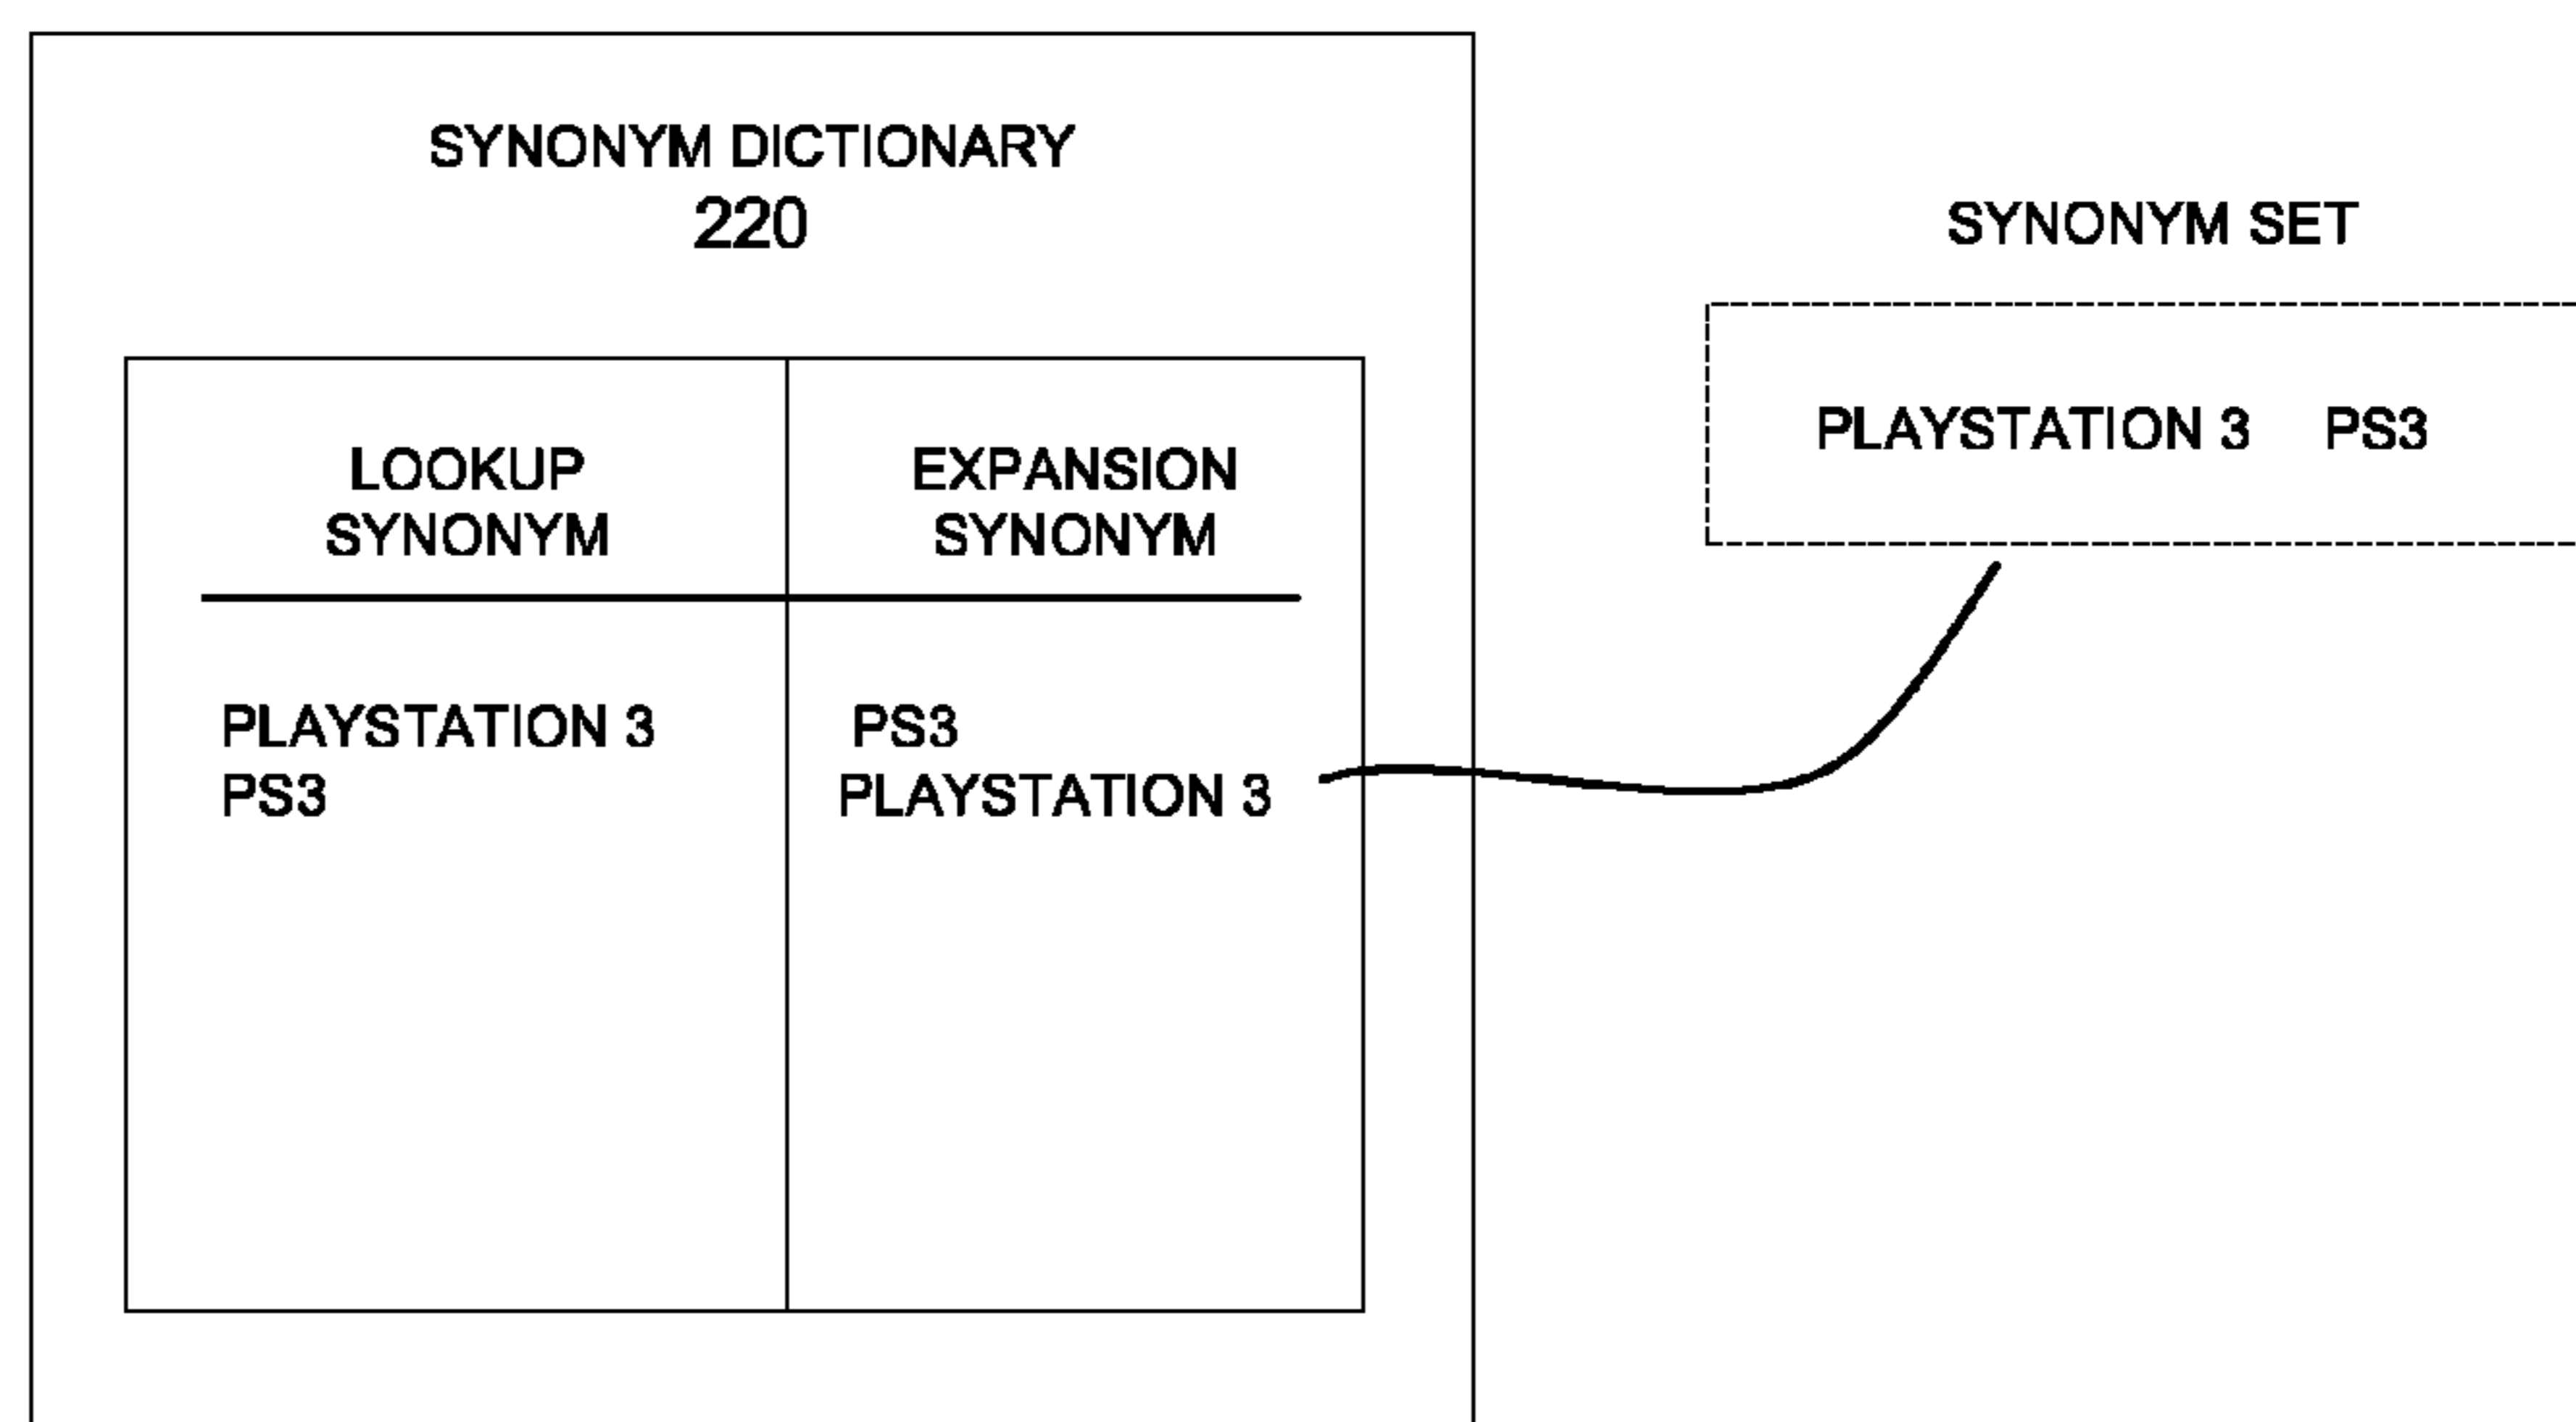 SYNONYM DICTIONARY
220
SYNONYM SET
PLAYSTATION 3 PS3
LOOKUP SYNONYM
EXPANSION SYNONYM
PLAYSTATION 3 PS3
PS3 PLAYSTATION 3